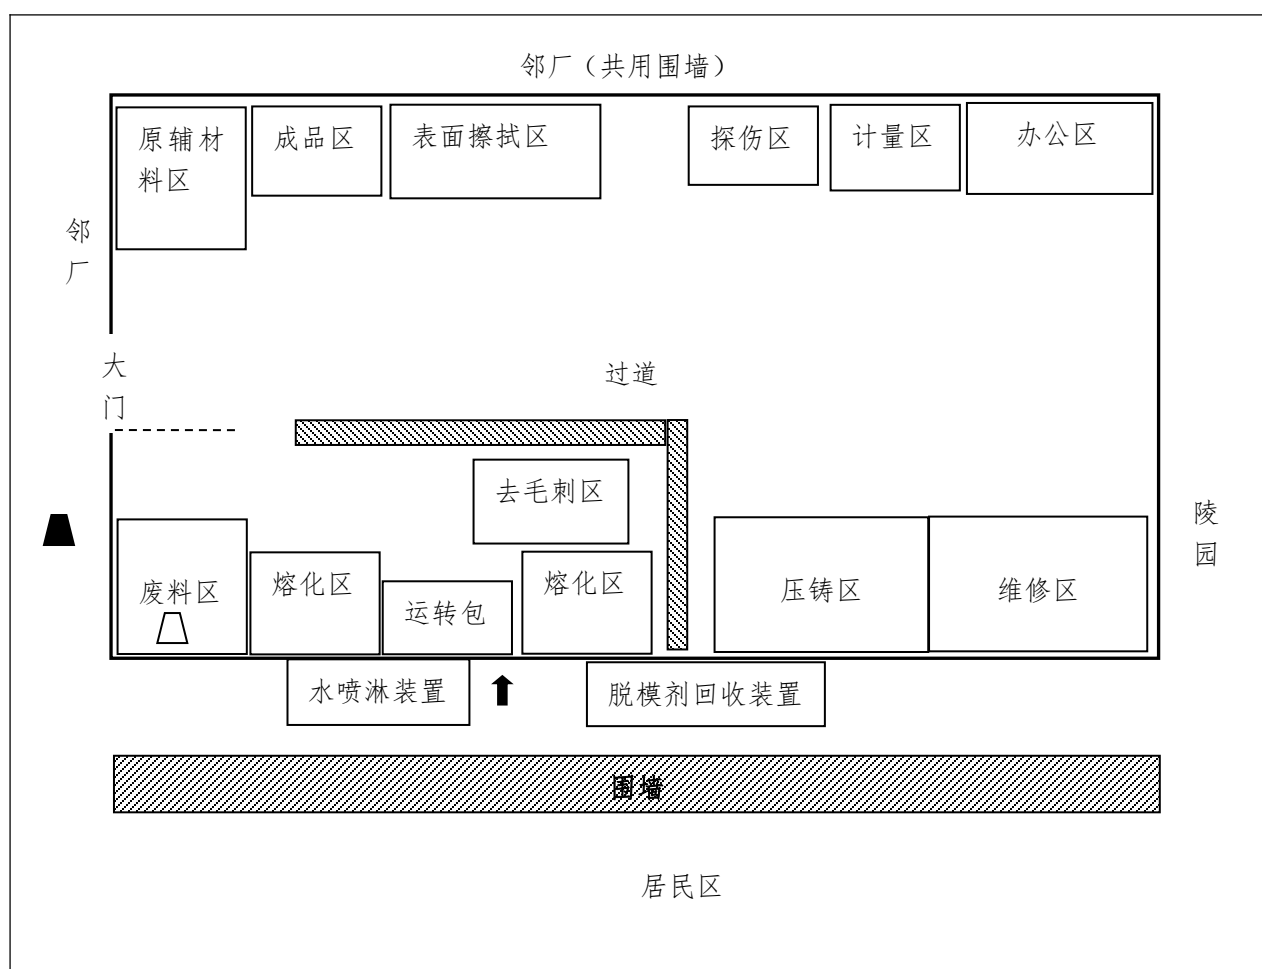 邻厂（共用围墙）
原辅材
料区
成品区
表面擦拭区
探伤区
计量区
办公区
邻
厂
大
门
过道
去毛刺区
陵
园
废料区
熔化区
运转包
熔化区
压铸区
维修区
水喷淋装置
脱模剂回收装置
围墙
居民区